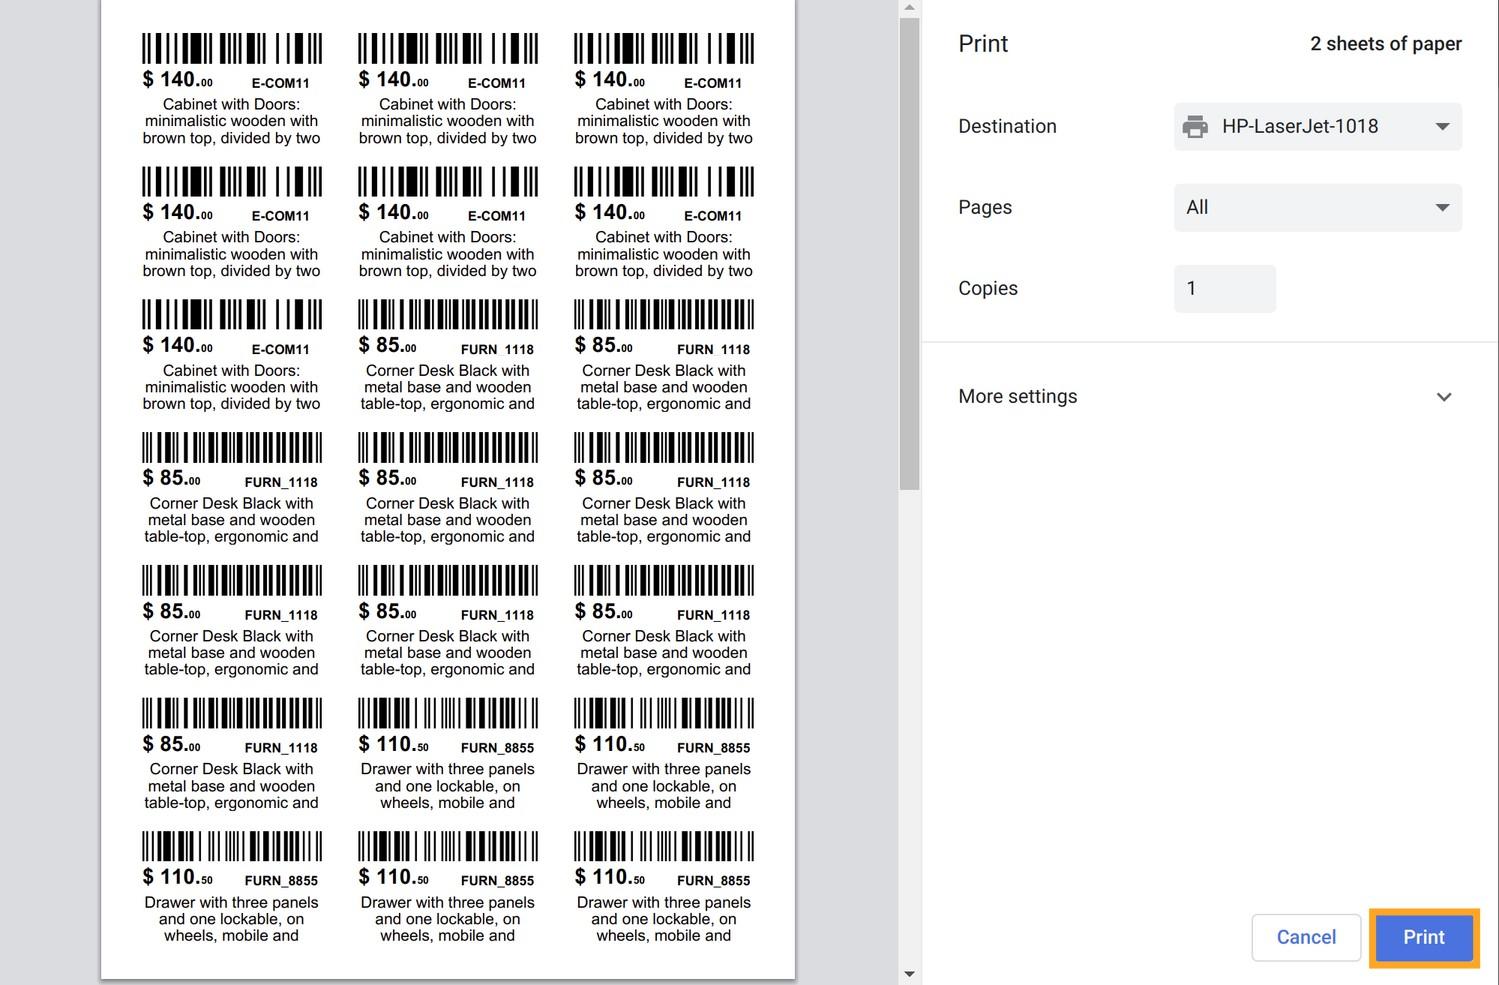 $ 140.00 E-COM11
Cabinet with Doors:
minimalistic wooden with
brown top, divided by two
$ 140.00 E-COM11
Cabinet with Doors:
minimalistic wooden with
brown top, divided by two
$ 140.00 E-COM11
Cabinet with Doors:
minimalistic wooden with
brown top, divided by two
$ 140.00 E-COM11
Cabinet with Doors:
minimalistic wooden with
brown top, divided by two
$ 140.00 E-COM11
Cabinet with Doors:
minimalistic wooden with
brown top, divided by two
$ 140.00 E-COM11
Cabinet with Doors:
minimalistic wooden with
brown top, divided by two
$ 140.00 E-COM11
Cabinet with Doors:
minimalistic wooden with
brown top, divided by two
$ 85.00 FURN_1118
Corner Desk Black with
metal base and wooden
table-top, ergonomic and
$ 85.00 FURN_1118
Corner Desk Black with
metal base and wooden
table-top, ergonomic and
$ 85.00 FURN_1118
Corner Desk Black with
metal base and wooden
table-top, ergonomic and
$ 85.00 FURN_1118
Corner Desk Black with
metal base and wooden
table-top, ergonomic and
$ 85.00 FURN_1118
Corner Desk Black with
metal base and wooden
table-top, ergonomic and
$ 85.00 FURN_1118
Corner Desk Black with
metal base and wooden
table-top, ergonomic and
$ 85.00 FURN_1118
Corner Desk Black with
metal base and wooden
table-top, ergonomic and
$ 85.00 FURN_1118
Corner Desk Black with
metal base and wooden
table-top, ergonomic and
$ 85.00 FURN_1118
Corner Desk Black with
metal base and wooden
table-top, ergonomic and
$ 110.50 FURN_8855
Drawer with three panels
and one lockable, on
wheels, mobile and
$ 110.50 FURN_8855
Drawer with three panels
and one lockable, on
wheels, mobile and
$ 110.50 FURN_8855
Drawer with three panels
and one lockable, on
wheels, mobile and
$ 110.50 FURN_8855
Drawer with three panels
and one lockable, on
wheels, mobile and
$ 110.50 FURN_8855
Drawer with three panels
and one lockable, on
wheels, mobile and
Print 2 sheets of paper
Destination HP-LaserJet-1018
Pages All
Copies 1
More settings
Cancel Print